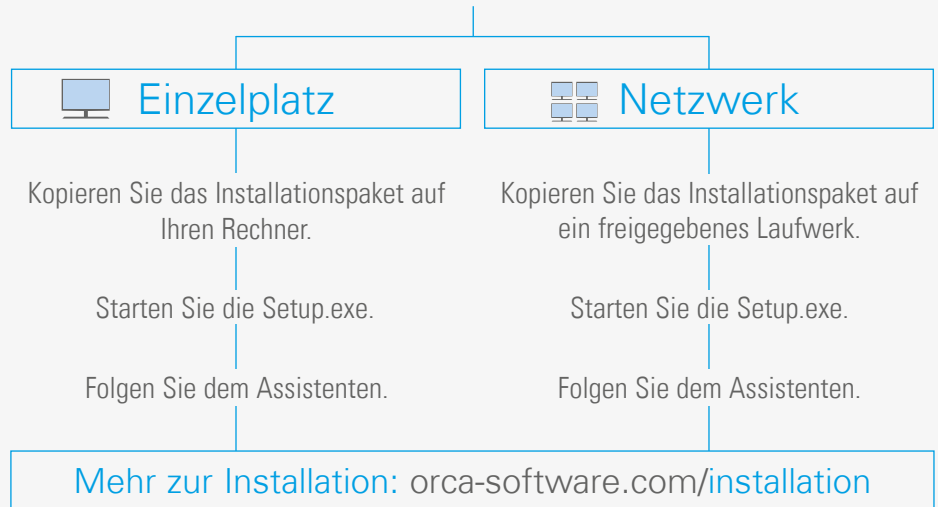 Einzelplatz
Kopieren Sie das Installationspaket auf
Ihren Rechner.
Starten Sie die Setup.exe.
Folgen Sie dem Assistenten.
Netzwerk
Kopieren Sie das Installationspaket auf
ein freigegebenes Laufwerk.
Starten Sie die Setup.exe.
Folgen Sie dem Assistenten.
Mehr zur Installation: orca-software.com/installation